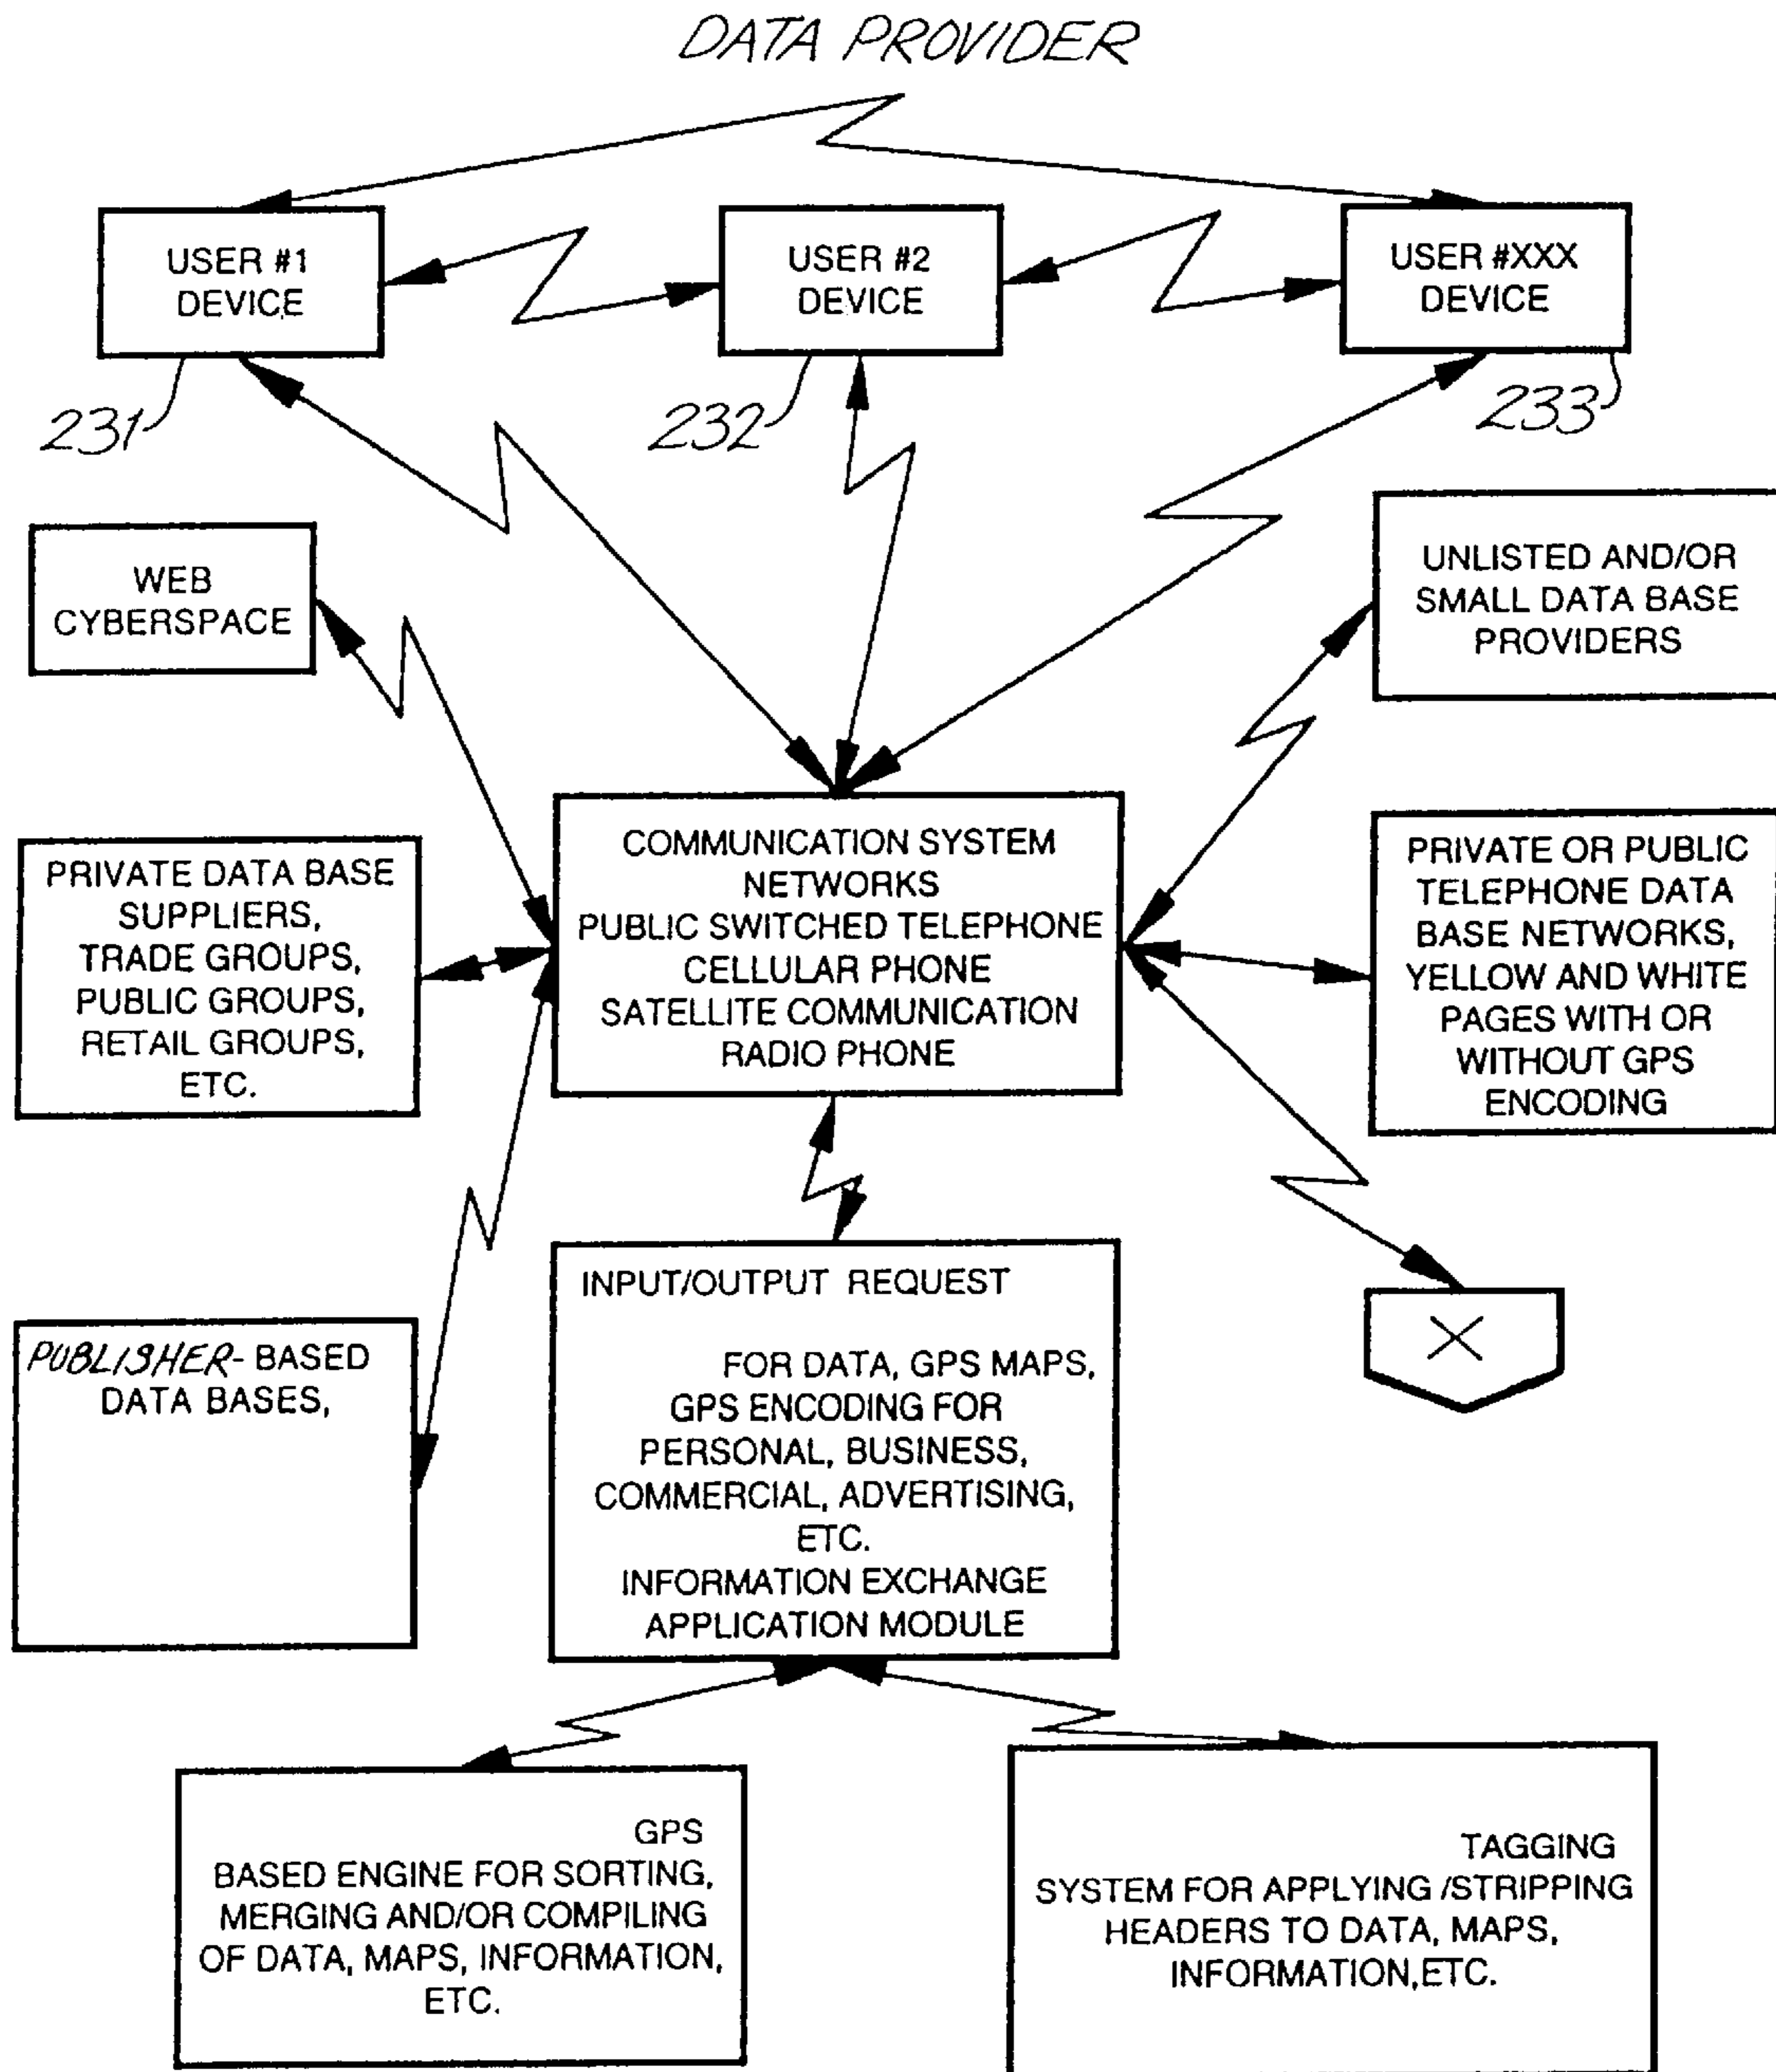 DATA PROVIDER
USER #1
DEVICE
USER #2
DEVICE
USER #XXX
DEVICE
231
232
233
WEB
CYBERSPACE
UNLISTED AND/OR
SMALL DATA BASE
PROVIDERS
PRIVATE DATA BASE
SUPPLIERS,
TRADE GROUPS,
PUBLIC GROUPS,
RETAIL GROUPS,
ETC.
COMMUNICATION SYSTEM
NETWORKS
PUBLIC SWITCHED TELEPHONE
CELLULAR PHONE
SATELLITE COMMUNICATION
RADIO PHONE
PRIVATE OR PUBLIC
TELEPHONE DATA
BASE NETWORKS,
YELLOW AND WHITE
PAGES WITH OR
WITHOUT GPS
ENCODING
PUBLISHER- BASED
DATA BASES,
INPUT/OUTPUT REQUEST
FOR DATA, GPS MAPS,
GPS ENCODING FOR
PERSONAL, BUSINESS,
COMMERCIAL, ADVERTISING,
ETC.
INFORMATION EXCHANGE
APPLICATION MODULE
X
GPS
BASED ENGINE FOR SORTING,
MERGING AND/OR COMPILING
OF DATA, MAPS, INFORMATION,
ETC.
TAGGING
SYSTEM FOR APPLYING /STRIPPING
HEADERS TO DATA, MAPS,
INFORMATION,ETC.